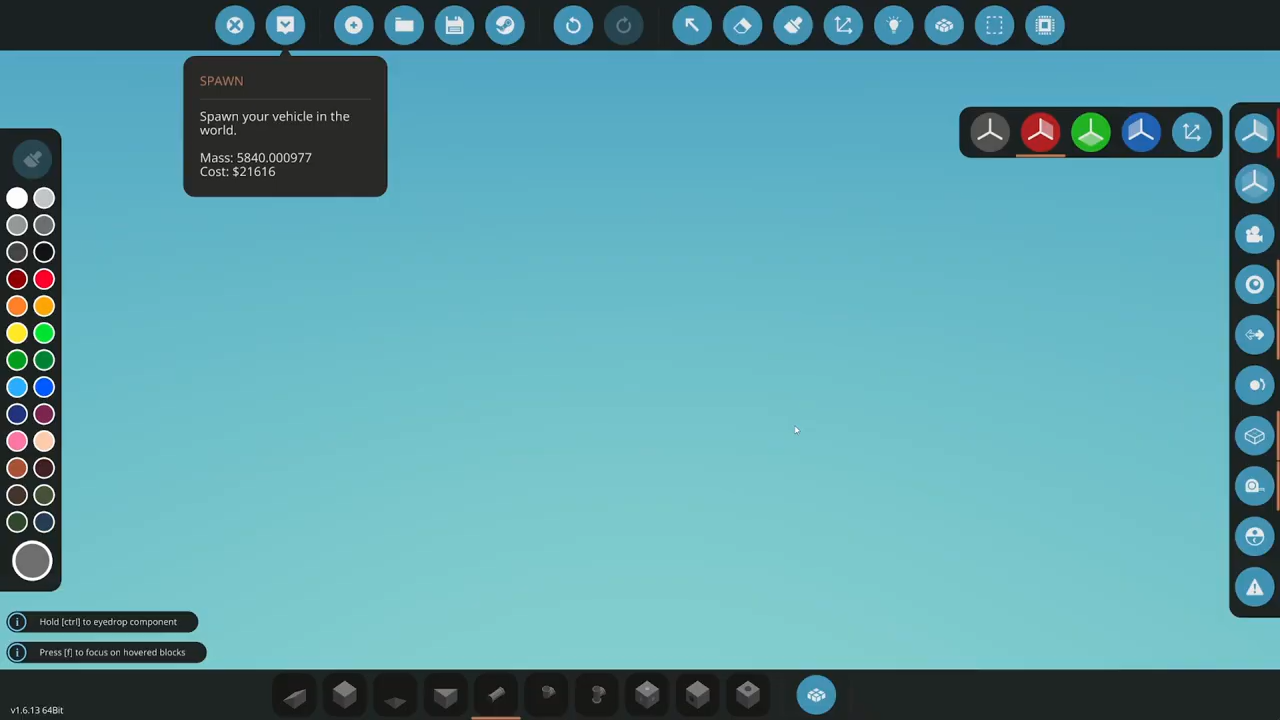 SPAWN
Spawn your vehicle in the
world.
Mass: 5840.000977
Cost: $21616
Hold [ctrl] to eyedrop component
Press [f] to focus on hovered blocks
v1.6.13 64Bit